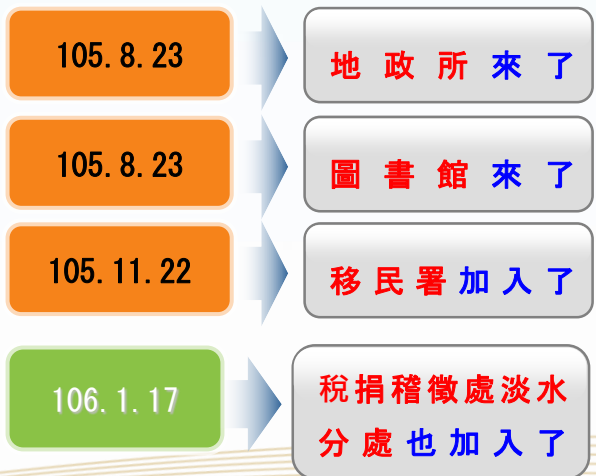 105.8.23
地政所來了
105.8.23
圖書館來了
105.11.22
移民署加入了
106.1.17
稅捐稽徵處淡水
分處也加入了